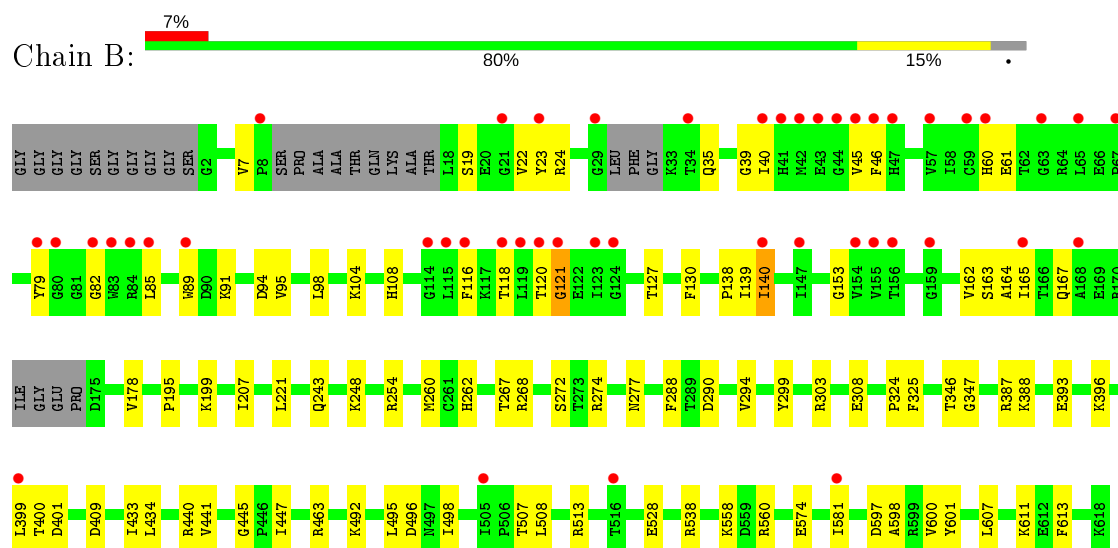 7%
Chain B:
80% 15% •
GLY GLY GLY GLY SER GLY GLY GLY GLY SER G2 V7 P8 SER PRO ALA ALA THR GLN LYS ALA THR L18 S19 E20 G21 V22 Y23 R24 G29 LEU PHE GLY K33 T34 Q35 G39 I40 H41 M42 E43 G44 V45 F46 H47 V57 I58 C59 H60 E61 T62 G63 R64 L65 E66
Y79 G80 G81 G82 W83 R84 L85 W89 D90 K91 D94 V95 L98 K104 H108 G114 L115 F116 K117 T118 L119 T120 G121 E122 I123 G124 T127 F130 P138 I139 I140 I147 G153 V154 V155 T156 G159 V162 S163 A164 I165 T166 Q167 A168 E169
ILE GLY GLU PRO D175 V178 P195 K199 I207 L221 Q243 K248 R254 M260 C261 H262 T267 R268 S272 T273 R274 N277 F288 T289 D290 V294 Y299 R303 E308 P324 F325 T346 G347 R387 K388 E393 K396
L399 T400 D401 D409 I433 L434 R440 V441 G445 P446 I447 R463 K492 L495 D496 N497 I498 I505 P506 T507 L508 R513 T516 E528 R538 K558 D559 R560 E574 I581 D597 A598 R599 V600 Y601 L607 K611 E612 F613 K618